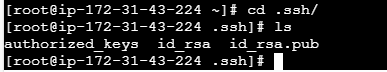 [root@ip-172-31-43-224 ~]# cd .ssh/
[root@ip-172-31-43-224 .ssh]# ls
authorized_keys  id_rsa  id_rsa.pub
[root@ip-172-31-43-224 .ssh]#